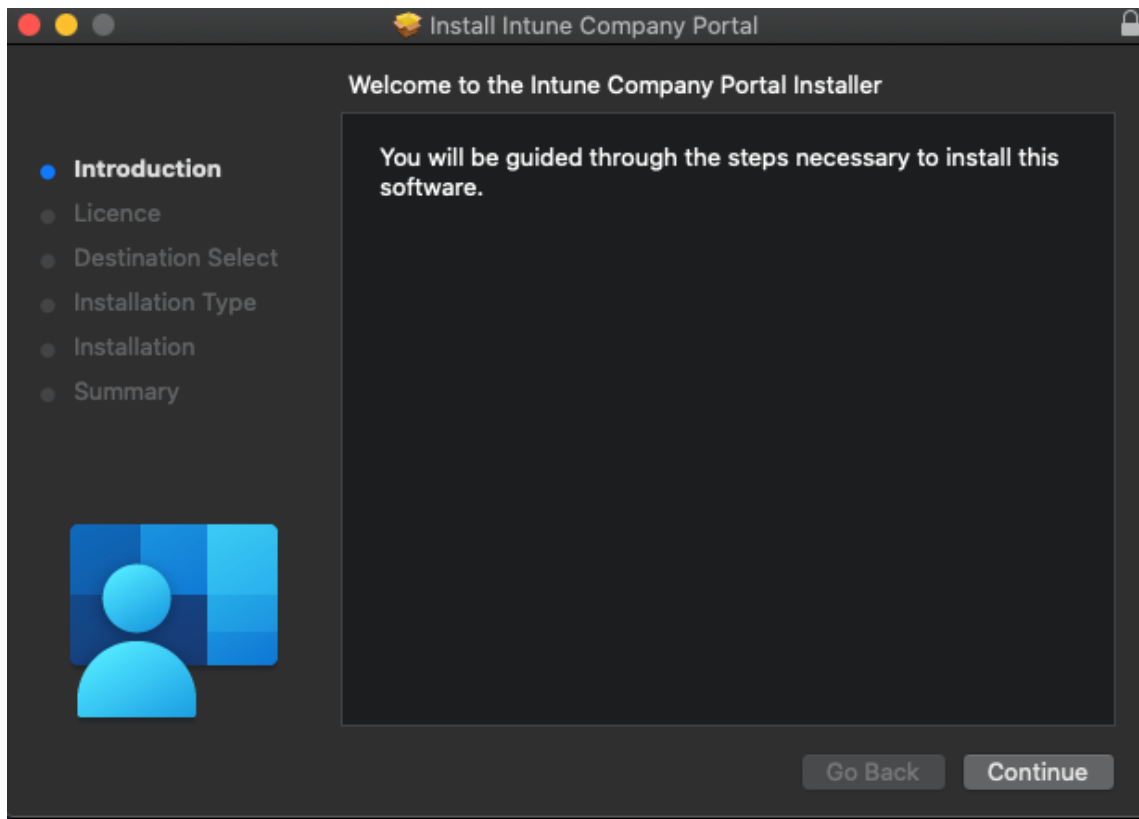 Install Intune Company Portal
Welcome to the Intune Company Portal Installer
Introduction
Licence
Destination Select
Installation Type
Installation
Summary
You will be guided through the steps necessary to install this
software.
Go Back
Continue